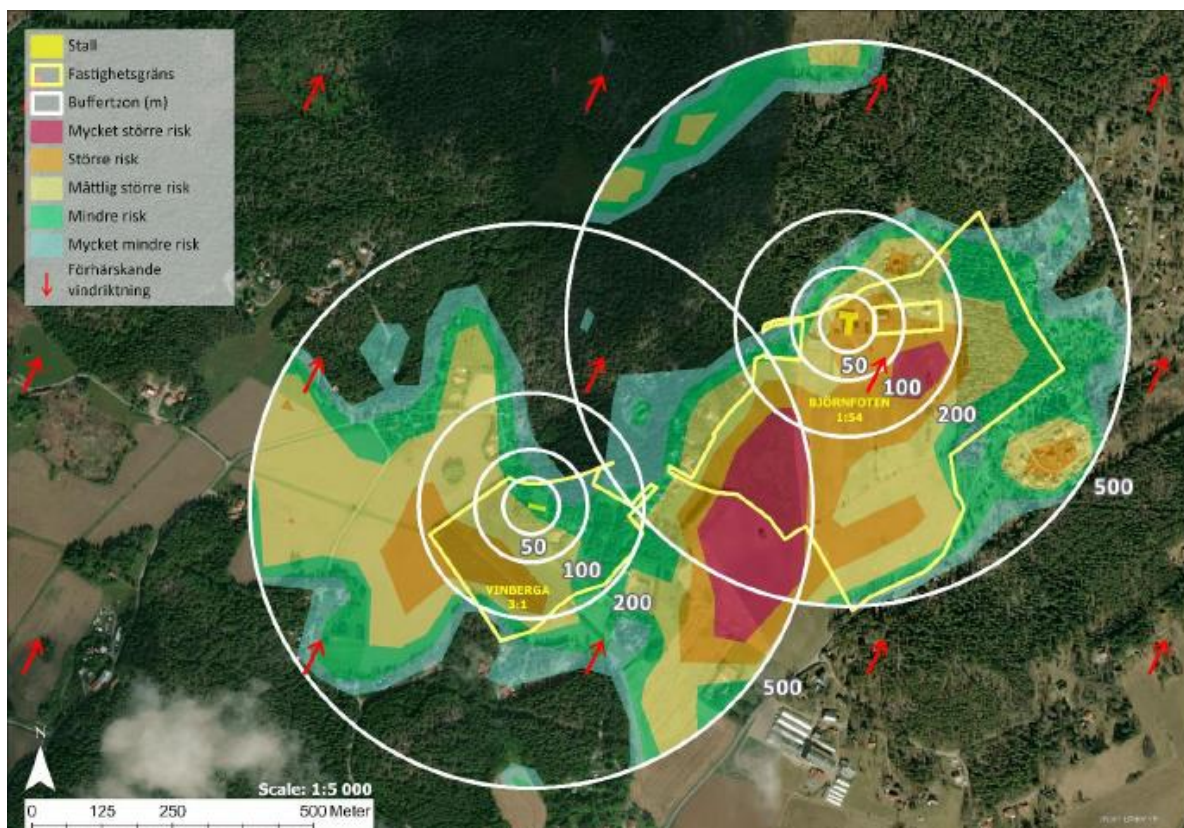 Stall
Fastighetsgräns
Buffertzon (m)
Mycket större risk
Större risk
Måttlig större risk
Mindre risk
Mycket mindre risk
Förhärskande
vindriktning
50
100
BJÖRNFOTEN
1:54
200
500
50
100
VINBERGA
3:1
200
500
N
Scale: 1:5 000
0 125 250 500 Meter